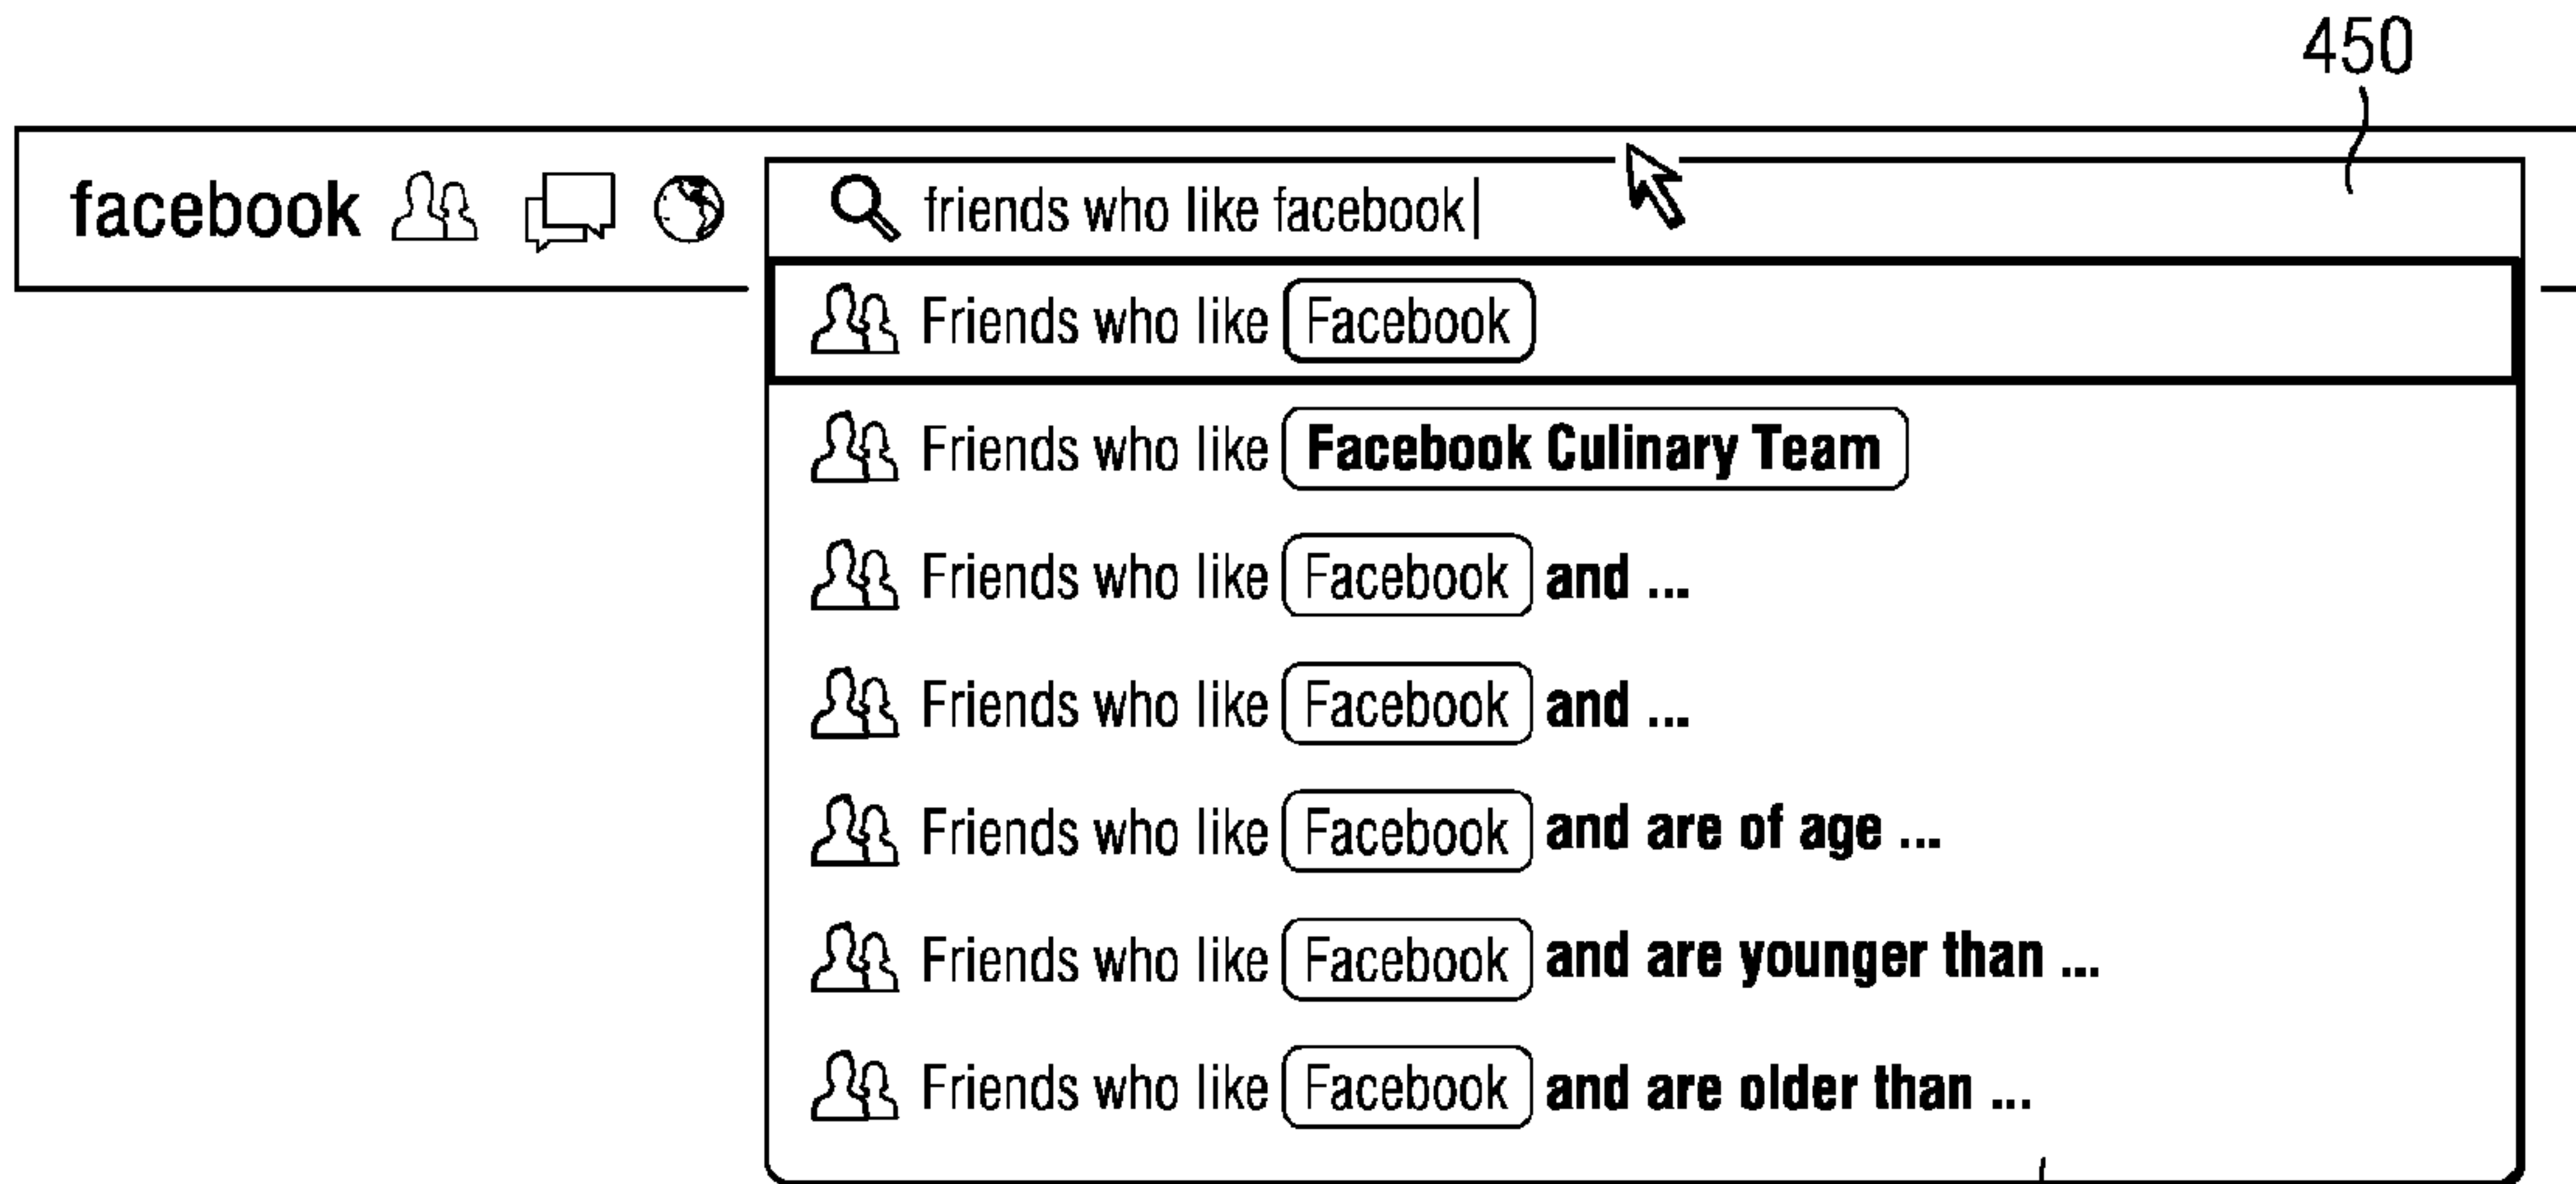 450
facebook friends who like facebook
Friends who like Facebook
Friends who like Facebook Culinary Team
Friends who like Facebook and ...
Friends who like Facebook and ...
Friends who like Facebook and are of age ...
Friends who like Facebook and are younger than ...
Friends who like Facebook and are older than ...